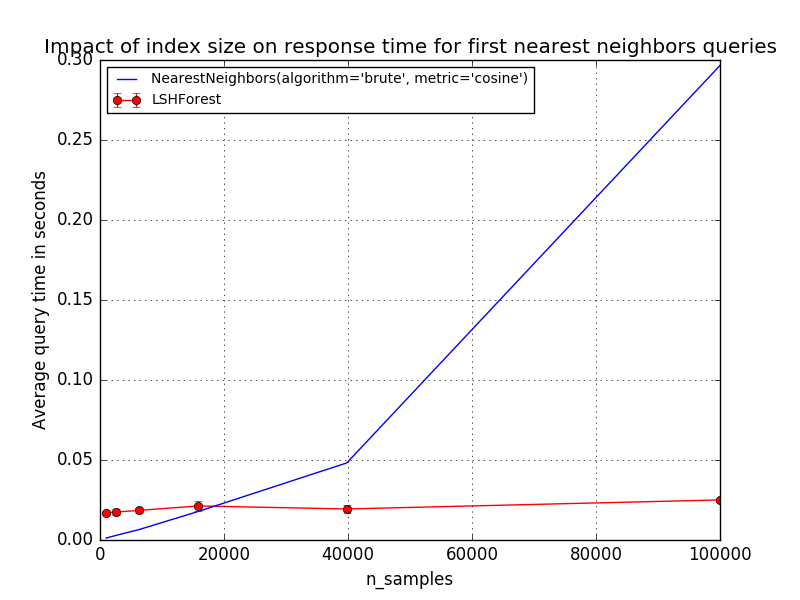 Impact of index size on response time for first nearest neighbors queries
0.30
NearestNeighbors(algorithm='brute', metric='cosine')
LSHForest
0.25
0.20
0.15
0.10
0.05
0.00
Average query time in seconds
0 20000 40000 60000 80000 100000
n_samples